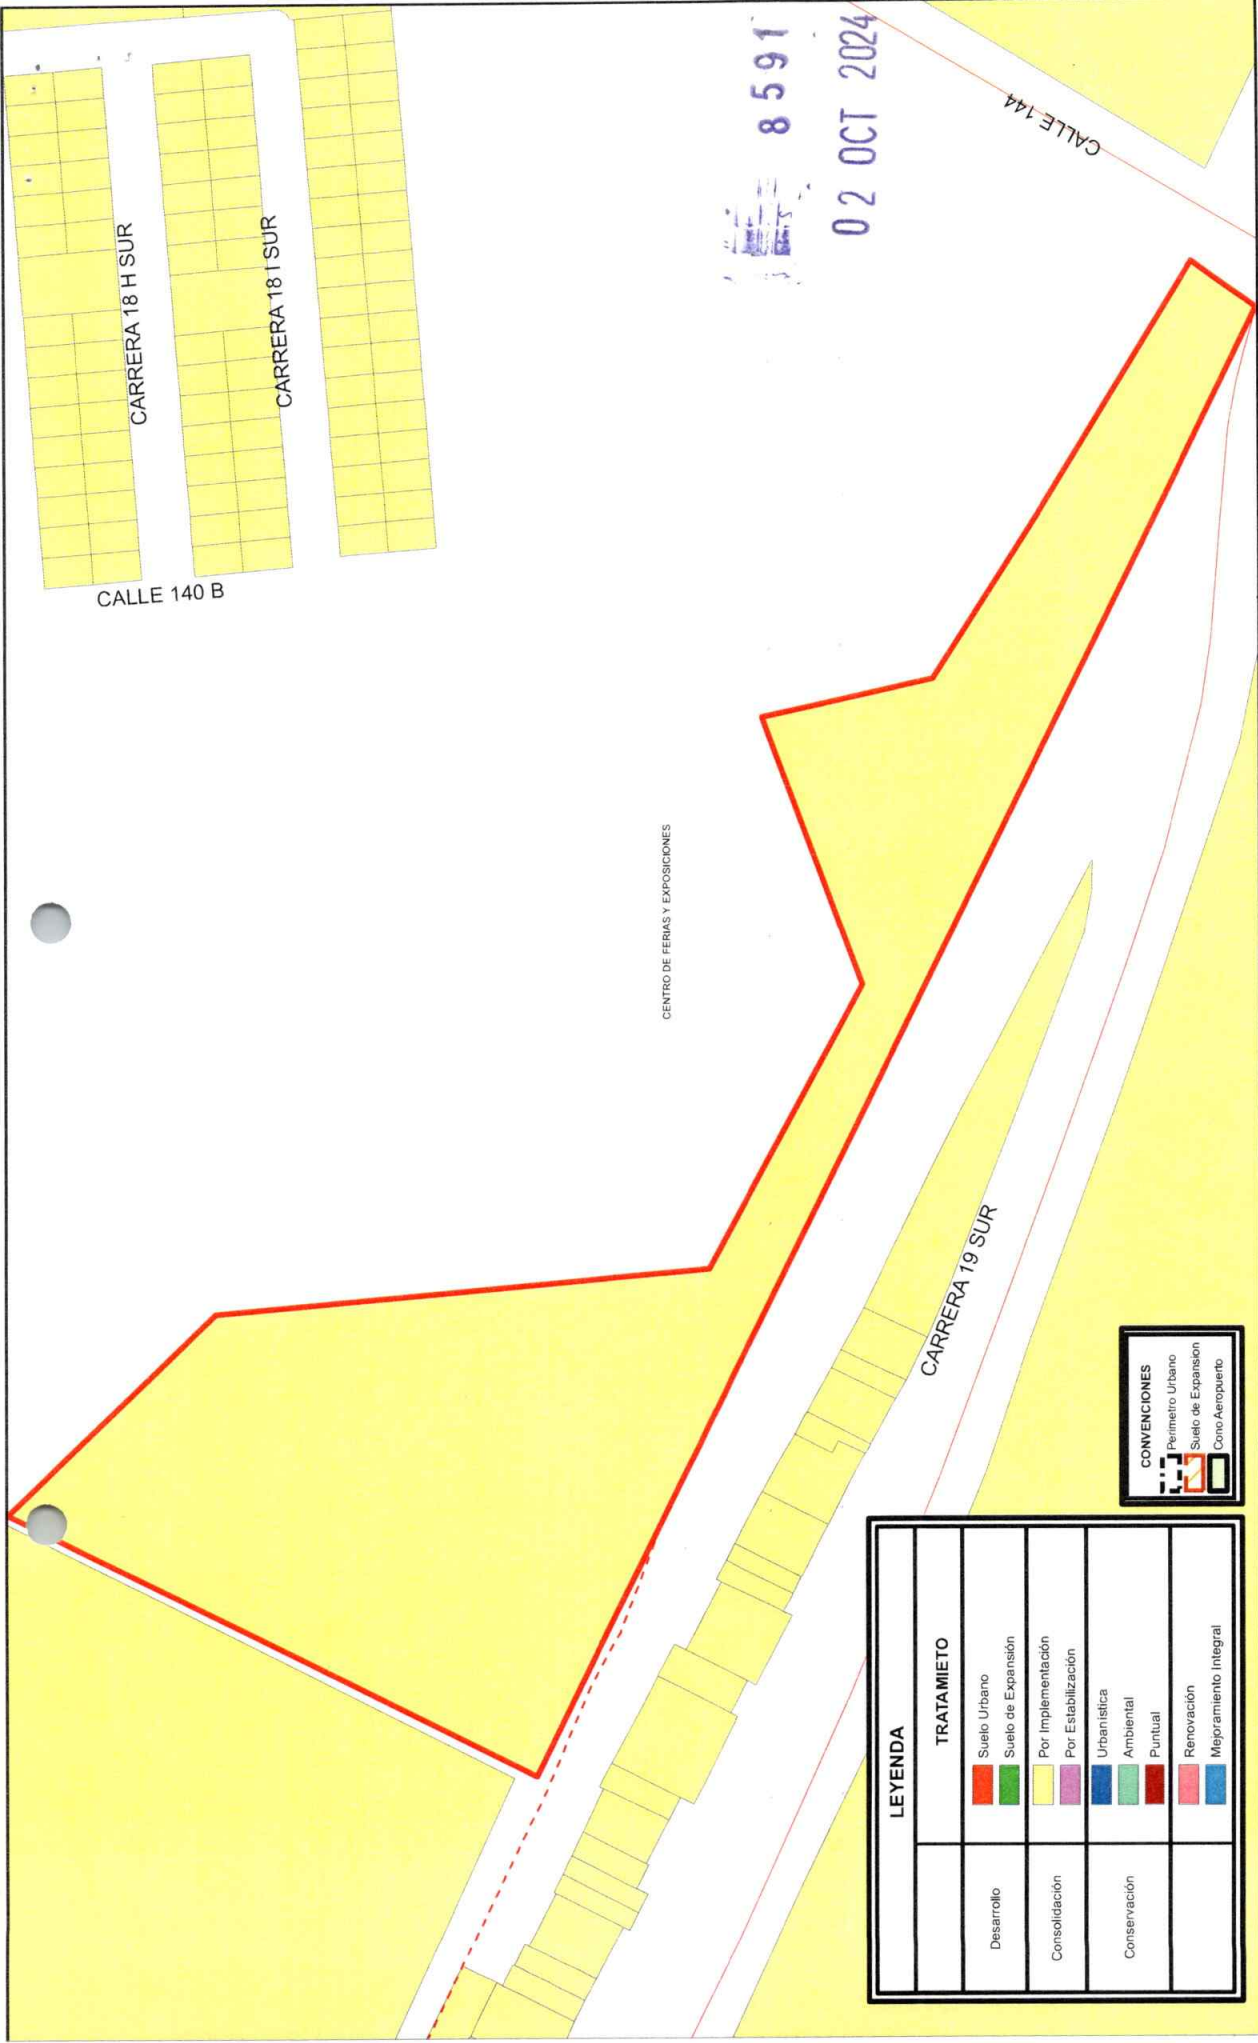 8591
02 OCT 2024
CALLE 144
CARRERA 18 H SUR
CARRERA 18 I SUR
CALLE 140 B
CENTRO DE FERIAS Y EXPOSICIONES
CARRERA 19 SUR
CONVENCIONES
Perimetro Urbano
Suelo de Expansion
Cono Aeropuerto
LEYENDA
TRATAMIETO
Desarrollo
Suelo Urbano
Suelo de Expansión
Consolidación
Por Implementación
Por Estabilización
Conservación
Urbanistica
Ambiental
Puntual
Renovación
Mejoramiento Integral